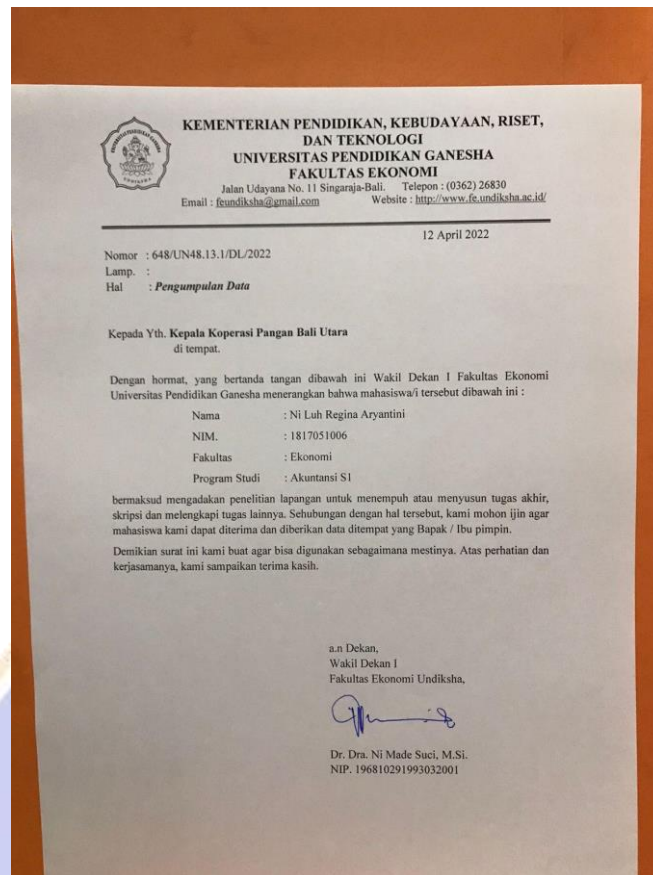 KEMENTERIAN PENDIDIKAN, KEBUDAYAAN, RISET,
DAN TEKNOLOGI
UNIVERSITAS PENDIDIKAN GANESHA
FAKULTAS EKONOMI
Jalan Udayana No. 11 Singaraja-Bali. Telepon : (0362) 26830
Email : feundiksha@gmail.com Website : http://www.fe.undiksha.ac.id/
12 April 2022
Nomor : 648/UN48.13.1/DL/2022
Lamp. :
Hal : Pengumpulan Data
Kepada Yth. Kepala Koperasi Pangan Bali Utara
di tempat.
Dengan hormat, yang bertanda tangan dibawah ini Wakil Dekan I Fakultas Ekonomi
Universitas Pendidikan Ganesha menerangkan bahwa mahasiswa/i tersebut dibawah ini :
Nama : Ni Luh Regina Aryantini
NIM. : 1817051006
Fakultas : Ekonomi
Program Studi : Akuntansi S1
bermaksud mengadakan penelitian lapangan untuk menempuh atau menyusun tugas akhir,
skripsi dan melengkapi tugas lainnya. Sehubungan dengan hal tersebut, kami mohon ijin agar
mahasiswa kami dapat diterima dan diberikan data ditempat yang Bapak / Ibu pimpin.
Demikian surat ini kami buat agar bisa digunakan sebagaimana mestinya. Atas perhatian dan
kerjasamanya, kami sampaikan terima kasih.
a.n Dekan,
Wakil Dekan I
Fakultas Ekonomi Undiksha,
Dr. Dra. Ni Made Suci, M.Si.
NIP. 196810291993032001